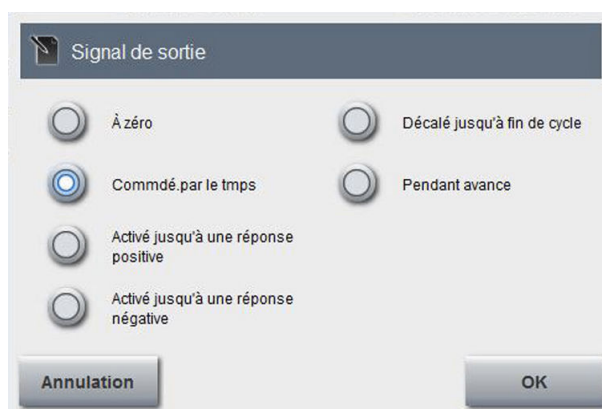 Signal de sortie
À zéro
Commdé.par le tmps
Activé jusqu'à une réponse
positive
Activé jusqu'à une réponse
négative
Décalé jusqu'à fin de cycle
Pendant avance
Annulation
OK